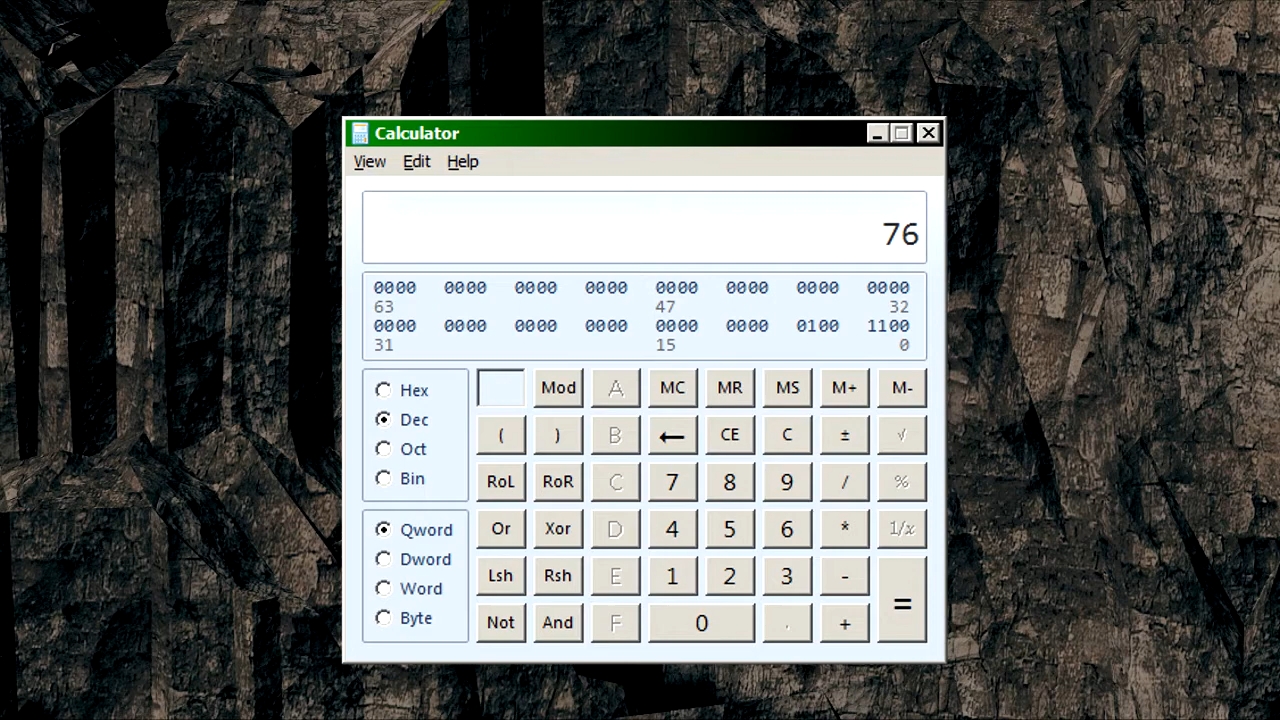 Calculator
View Edit Help
76
0000 0000 0000 0000 0000 0000 0000 0000
63 47 32
0000 0000 0000 0000 0000 0000 0100 1100
31 15 0
Hex
Dec
Oct
Bin
Qword
Dword
Word
Byte
Mod A MC MR MS M+ M-
( ) B ← CE C ± √
RoL RoR C 7 8 9 / %
Or Xor D 4 5 6 * 1/x
Lsh Rsh E 1 2 3 - =
Not And F 0 . +